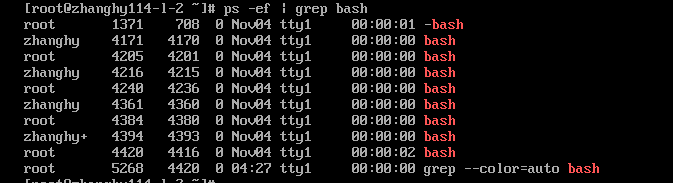 [root@zhanghy114-l-2 ~]# ps -ef | grep bash
root 1371 708 0 Nov04 tty1 00:00:01 -bash
zhanghy 4171 4170 0 Nov04 tty1 00:00:00 bash
root 4205 4201 0 Nov04 tty1 00:00:00 bash
zhanghy 4216 4215 0 Nov04 tty1 00:00:00 bash
root 4240 4236 0 Nov04 tty1 00:00:00 bash
zhanghy 4361 4360 0 Nov04 tty1 00:00:00 bash
root 4384 4380 0 Nov04 tty1 00:00:00 bash
zhanghy+ 4394 4393 0 Nov04 tty1 00:00:00 bash
root 4420 4416 0 Nov04 tty1 00:00:02 bash
root 5268 4420 0 04:27 tty1 00:00:00 grep --color=auto bash
[root@zhanghy114-l-2 ~]#